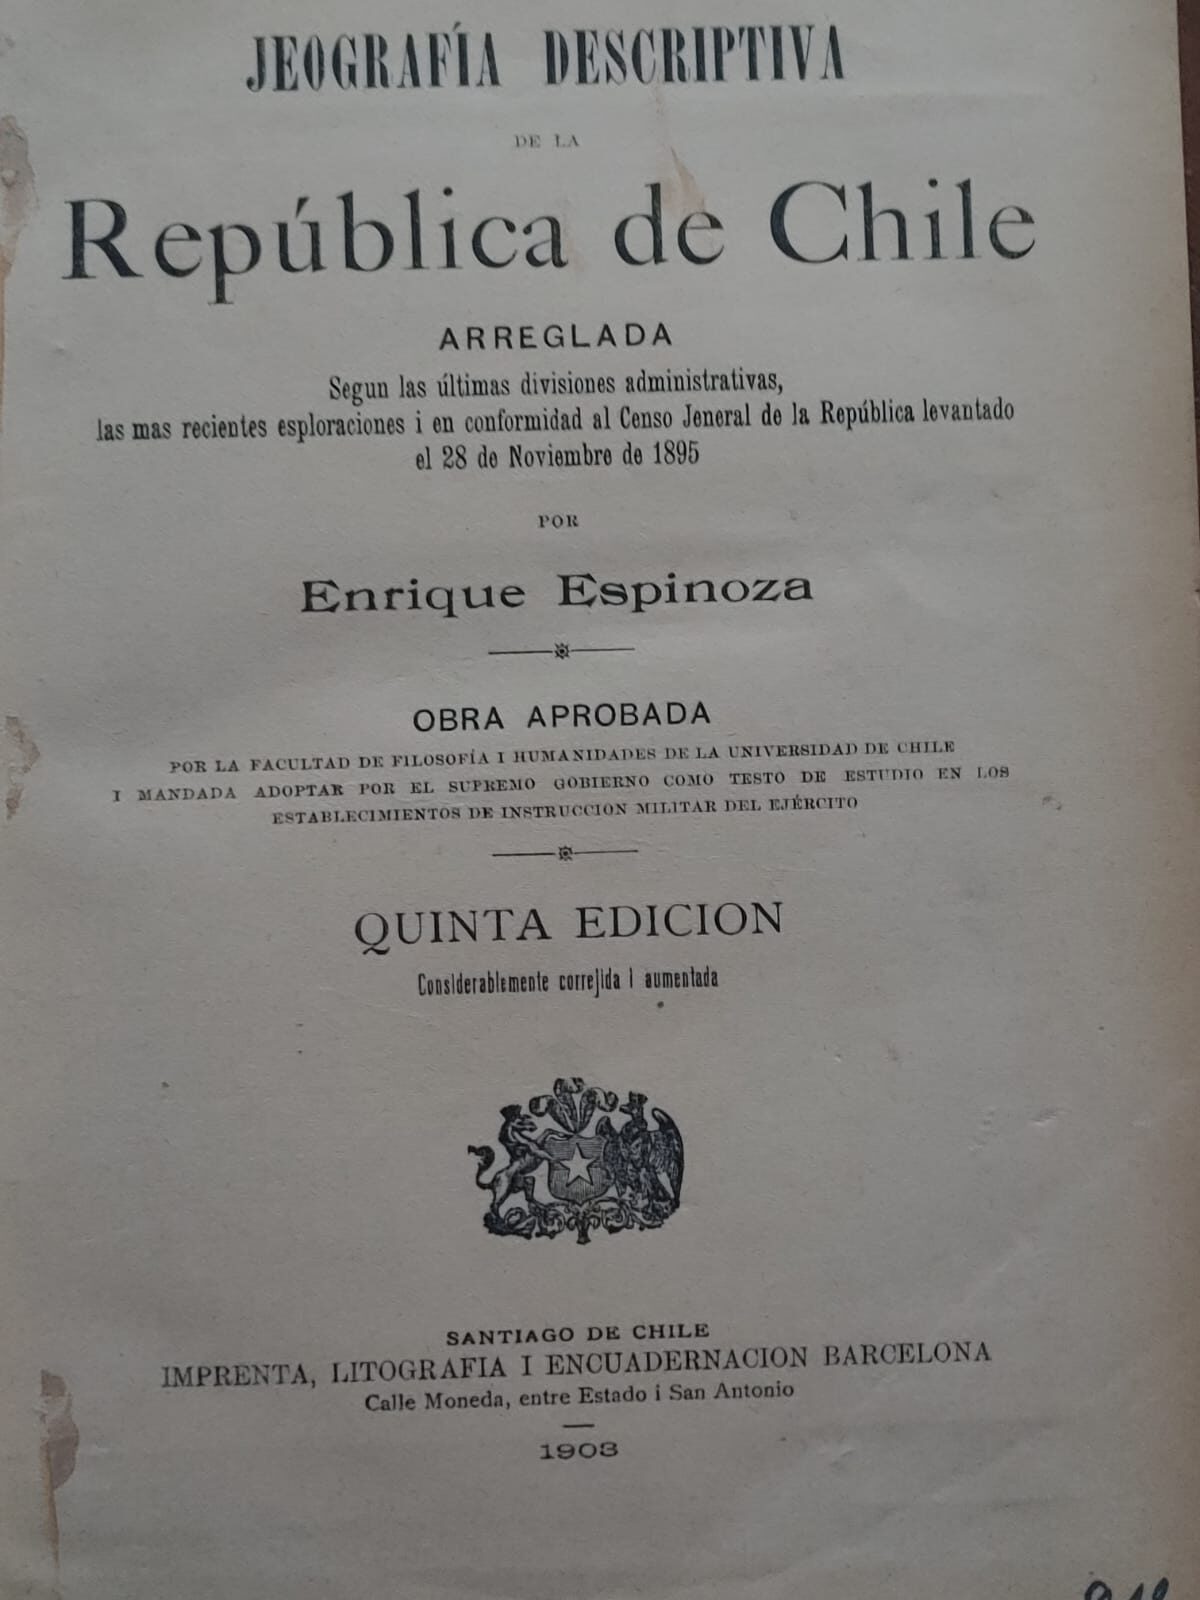 JEOGRAFÍA DESCRIPTIVA
DE LA
República de Chile
ARREGLADA
Segun las últimas divisiones administrativas,
las mas recientes esploraciones i en conformidad al Censo Jeneral de la República levantado
el 28 de Noviembre de 1895
POR
Enrique Espinoza
OBRA APROBADA
POR LA FACULTAD DE FILOSOFÍA I HUMANIDADES DE LA UNIVERSIDAD DE CHILE
I MANDADA ADOPTAR POR EL SUPREMO GOBIERNO COMO TESTO DE ESTUDIO EN LOS
ESTABLECIMIENTOS DE INSTRUCCION MILITAR DEL EJÉRCITO
QUINTA EDICION
Considerablemente correjida i aumentada
SANTIAGO DE CHILE
IMPRENTA, LITOGRAFIA I ENCUADERNACION BARCELONA
Calle Moneda, entre Estado i San Antonio
1903